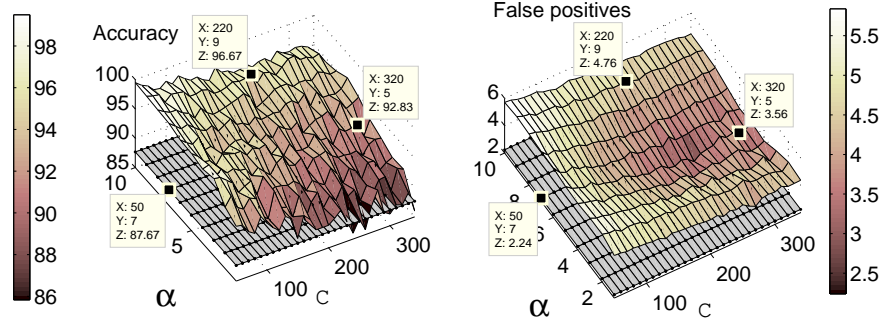 Accuracy
False positives
98
96
94
92
90
88
86
100
95
90
85
10
5
100
200
300
α
C
X: 220
Y: 9
Z: 96.67
X: 320
Y: 5
Z: 92.83
X: 50
Y: 7
Z: 87.67
6
4
2
10
8
6
4
2
100
200
300
α
C
X: 220
Y: 9
Z: 4.76
X: 320
Y: 5
Z: 3.56
X: 50
Y: 7
Z: 2.24
5.5
5
4.5
4
3.5
3
2.5